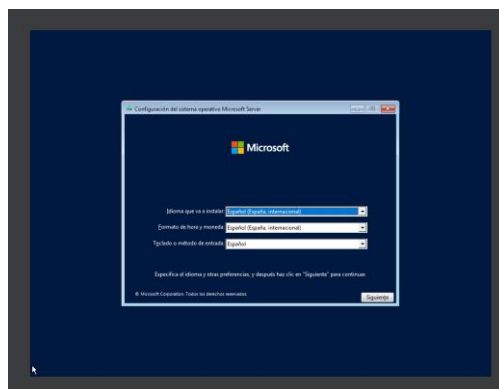 Configuración del sistema operativo Microsoft Server
Microsoft
Idioma que va a instalar: Español (España, internacional)
Formato de hora y moneda: Español (España, internacional)
Teclado o método de entrada: Español
Especifica el idioma y otras preferencias, y después haz clic en "Siguiente" para continuar.
© Microsoft Corporation. Todos los derechos reservados.
Siguiente